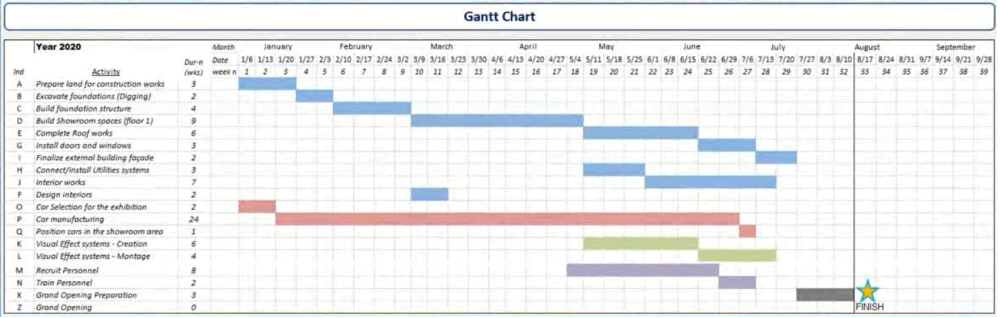 Gantt Chart
Year 2020 Month January February March April May June July August September
Dur-n Date 1/6 1/13 1/20 1/27 2/3 2/10 2/17 2/24 3/2 3/9 3/16 3/23 3/30 4/6 4/13 4/20 4/27 5/4 5/11 5/18 5/25 6/1 6/8 6/15 6/22 6/29 7/6 7/13 7/20 7/27 8/3 8/10 8/17 8/24 8/31 9/7 9/14 9/21 9/28
Ind Activity (wks) week n 1 2 3 4 5 6 7 8 9 10 11 12 13 14 15 16 17 18 19 20 21 22 23 24 25 26 27 28 29 30 31 32 33 34 35 36 37 38 39
A Prepare land for construction works 3
B Excavate foundations (Digging) 2
C Build foundation structure 4
D Build Showroom spaces (floor 1) 9
E Complete Roof works 6
G Install doors and windows 3
I Finalize external building façade 2
H Connect/install Utilities systems 3
J Interior works 7
F Design interiors 2
O Car Selection for the exhibition 2
P Car manufacturing 24
Q Position cars in the showroom area 1
K Visual Effect systems - Creation 6
L Visual Effect systems - Montage 4
M Recruit Personnel 8
N Train Personnel 2
X Grand Opening Preparation 3
Z Grand Opening 0 FINISH